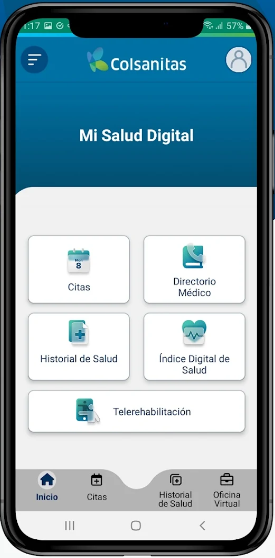 1:17
57%
Colsanitas
Mi Salud Digital
8
Citas
Directorio
Médico
Historial de Salud
Índice Digital de
Salud
Telerehabilitación
Inicio
Citas
Historial
de Salud
Oficina
Virtual